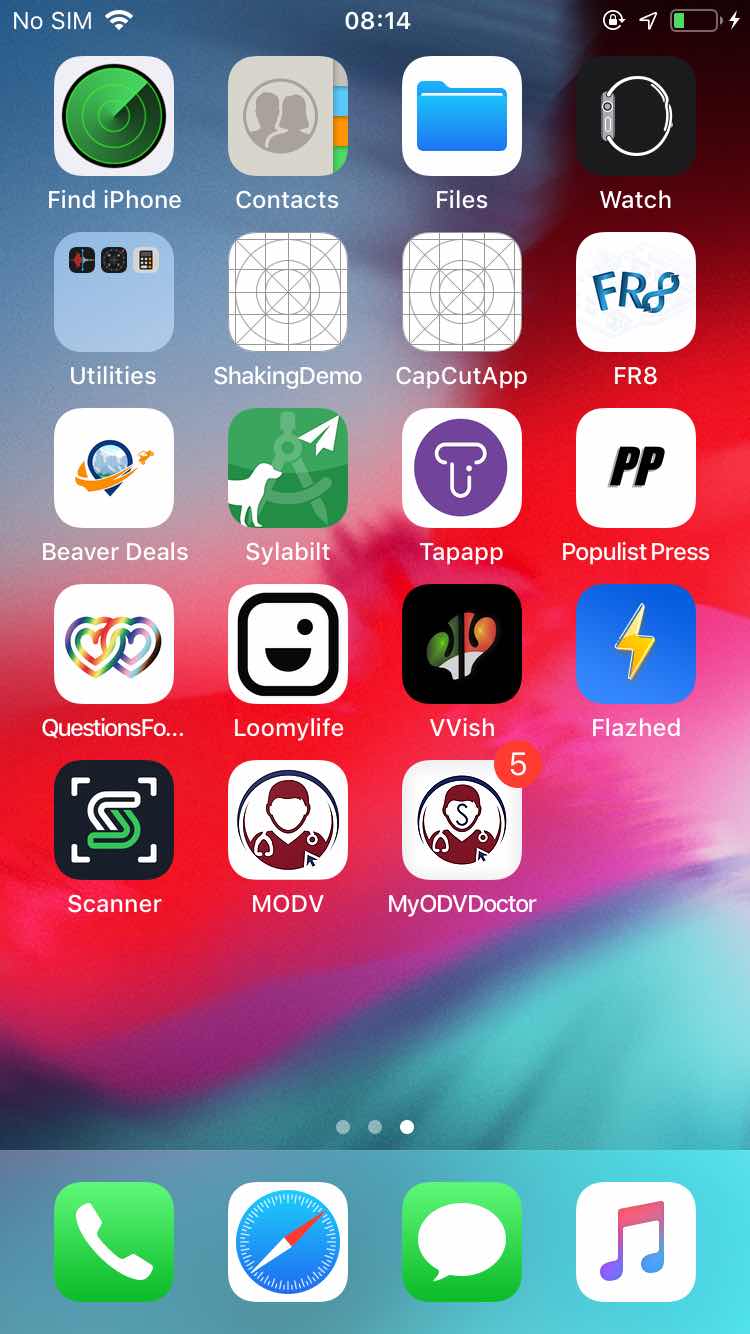 No SIM 08:14
Find iPhone Contacts Files Watch
FR8
Utilities ShakingDemo CapCutApp FR8
PP
Beaver Deals Sylabilt Tapapp Populist Press
QuestionsFo... Loomylife VVish Flazhed
5
S
Scanner MODV MyODVDoctor